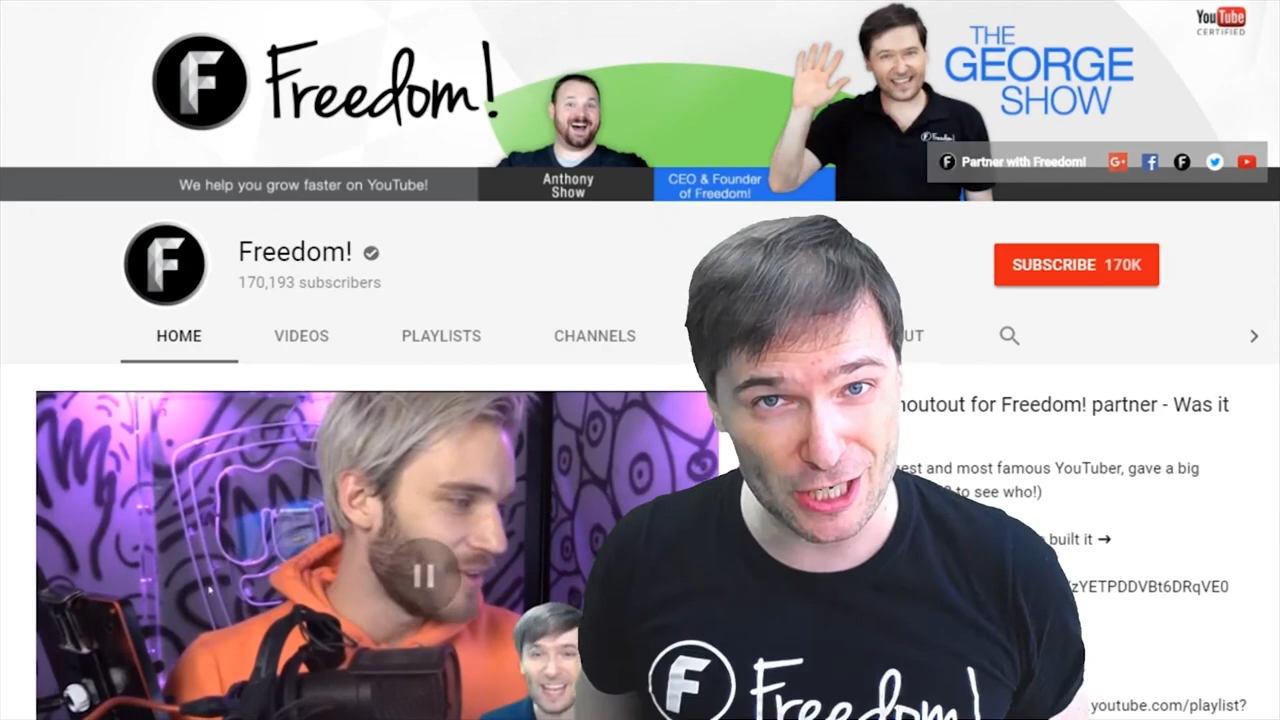 YouTube
CERTIFIED
F Freedom!
THE
GEORGE
SHOW
Freedom!
F Partner with Freedom! G+ f F
We help you grow faster on YouTube!
Anthony
Show
CEO & Founder
of Freedom!
F
Freedom!
170,193 subscribers
SUBSCRIBE 170K
HOME VIDEOS PLAYLISTS CHANNELS UT
houtout for Freedom! partner - Was it
gest and most famous YouTuber, gave a big
to see who!)
built it →
zYETPDDVBt6DRqVE0
F Freedom!
youtube.com/playlist?